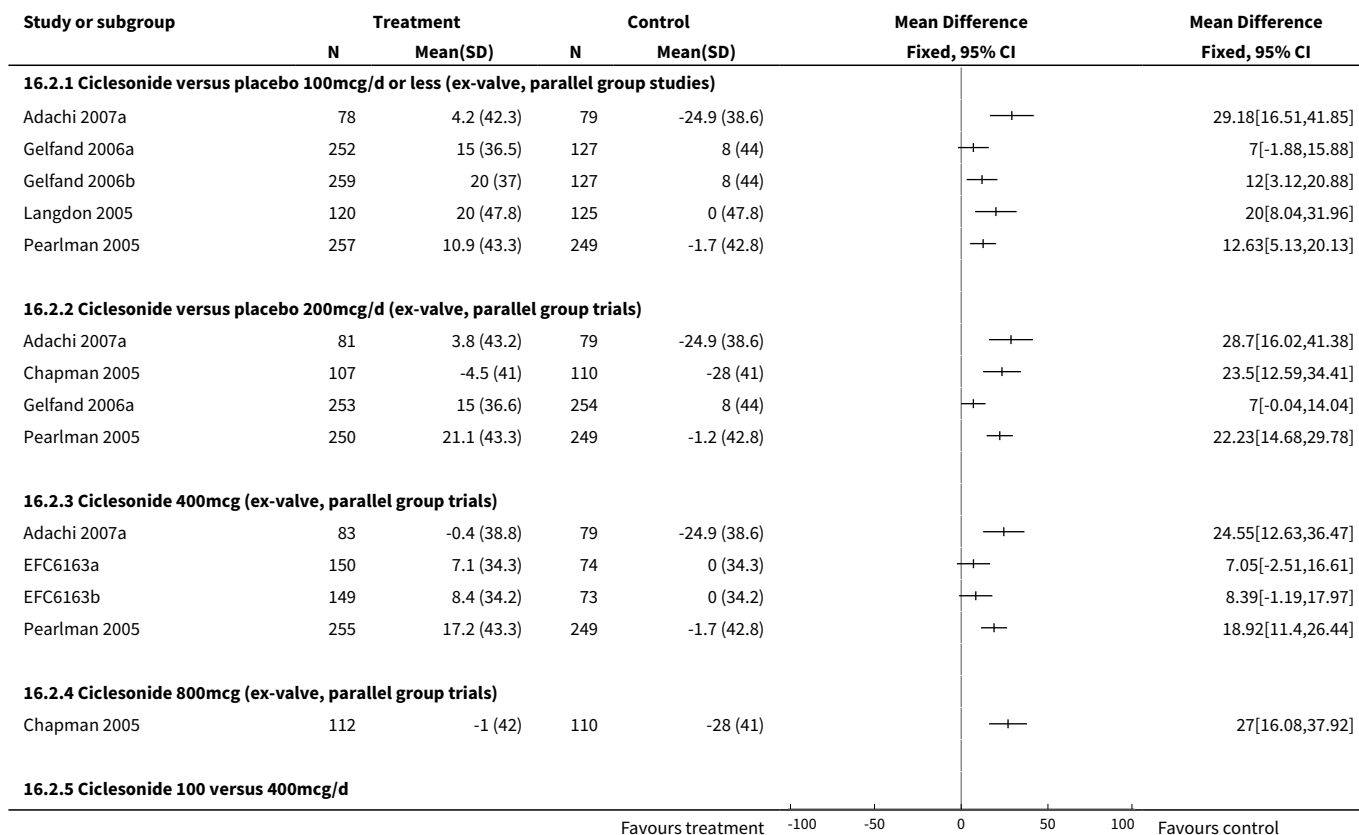 Study or subgroup Treatment Control Mean Difference Mean Difference
N Mean(SD) N Mean(SD) Fixed, 95% CI Fixed, 95% CI
16.2.1 Ciclesonide versus placebo 100mcg/d or less (ex-valve, parallel group studies)
Adachi 2007a 78 4.2 (42.3) 79 -24.9 (38.6) 29.18[16.51,41.85]
Gelfand 2006a 252 15 (36.5) 127 8 (44) 7[-1.88,15.88]
Gelfand 2006b 259 20 (37) 127 8 (44) 12[3.12,20.88]
Langdon 2005 120 20 (47.8) 125 0 (47.8) 20[8.04,31.96]
Pearlman 2005 257 10.9 (43.3) 249 -1.7 (42.8) 12.63[5.13,20.13]
16.2.2 Ciclesonide versus placebo 200mcg/d (ex-valve, parallel group trials)
Adachi 2007a 81 3.8 (43.2) 79 -24.9 (38.6) 28.7[16.02,41.38]
Chapman 2005 107 -4.5 (41) 110 -28 (41) 23.5[12.59,34.41]
Gelfand 2006a 253 15 (36.6) 254 8 (44) 7[-0.04,14.04]
Pearlman 2005 250 21.1 (43.3) 249 -1.2 (42.8) 22.23[14.68,29.78]
16.2.3 Ciclesonide 400mcg (ex-valve, parallel group trials)
Adachi 2007a 83 -0.4 (38.8) 79 -24.9 (38.6) 24.55[12.63,36.47]
EFC6163a 150 7.1 (34.3) 74 0 (34.3) 7.05[-2.51,16.61]
EFC6163b 149 8.4 (34.2) 73 0 (34.2) 8.39[-1.19,17.97]
Pearlman 2005 255 17.2 (43.3) 249 -1.7 (42.8) 18.92[11.4,26.44]
16.2.4 Ciclesonide 800mcg (ex-valve, parallel group trials)
Chapman 2005 112 -1 (42) 110 -28 (41) 27[16.08,37.92]
16.2.5 Ciclesonide 100 versus 400mcg/d
Favours treatment -100 -50 0 50 100 Favours control